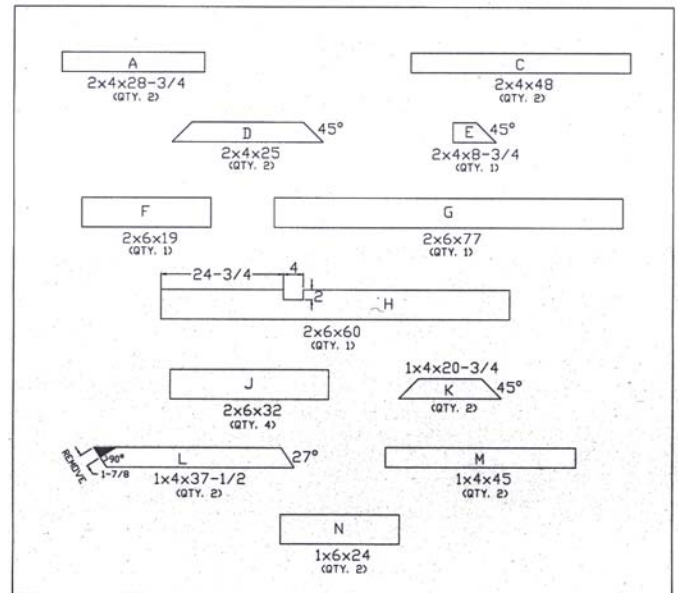 A C
2x4x28-3/4 2x4x48
(QTY. 2) (QTY. 2)
D 45° E 45°
2x4x25 2x4x8-3/4
(QTY. 2) (QTY. 1)
F G
2x6x19 2x6x77
(QTY. 1) (QTY. 1)
24-3/4 4
2
H
2x6x60
(QTY. 1)
J 1x4x20-3/4
K 45°
2x6x32 (QTY. 2)
(QTY. 4)
REMOVE 90° L 27° M
1-7/8 1x4x37-1/2 1x4x45
(QTY. 2) (QTY. 2)
N
1x6x24
(QTY. 2)